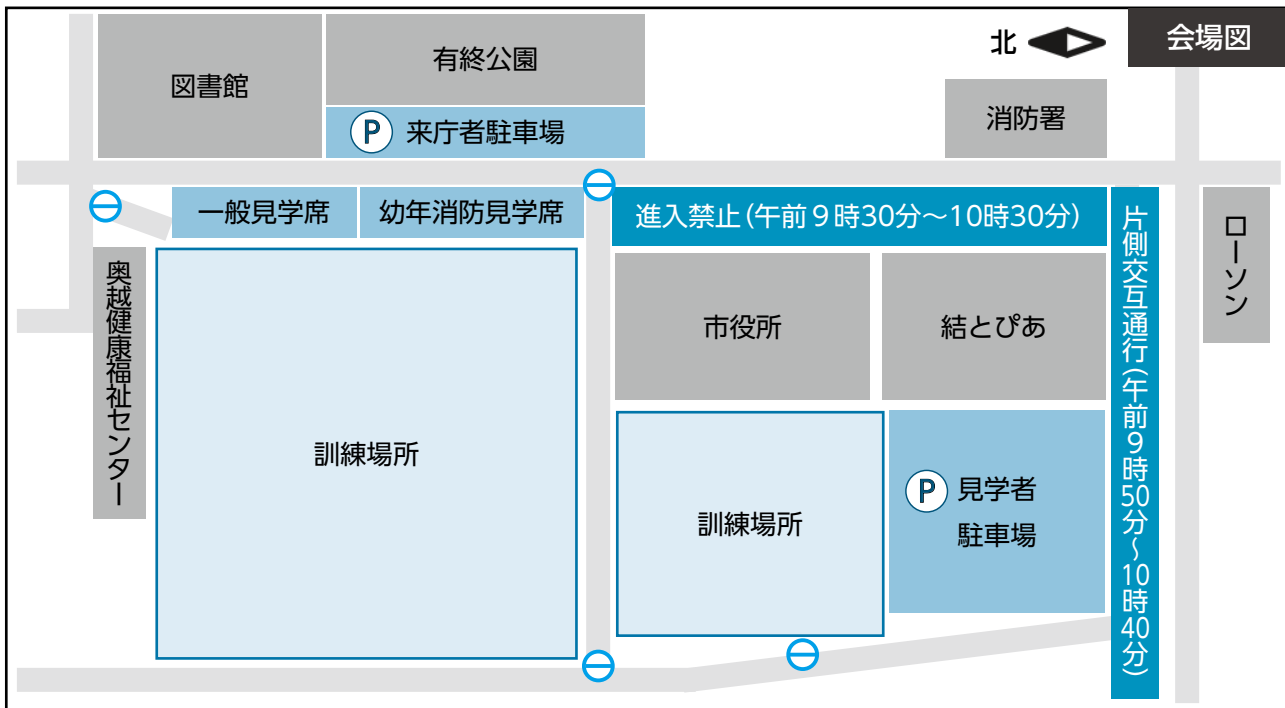 会場図
北
図書館
有終公園
P 来庁者駐車場
消防署
一般見学席
幼年消防見学席
進入禁止(午前9時30分～10時30分)
片側交互通行(午前9時50分～10時40分)
ローソン
奥越健康福祉センター
訓練場所
市役所
結とぴあ
訓練場所
P 見学者
駐車場